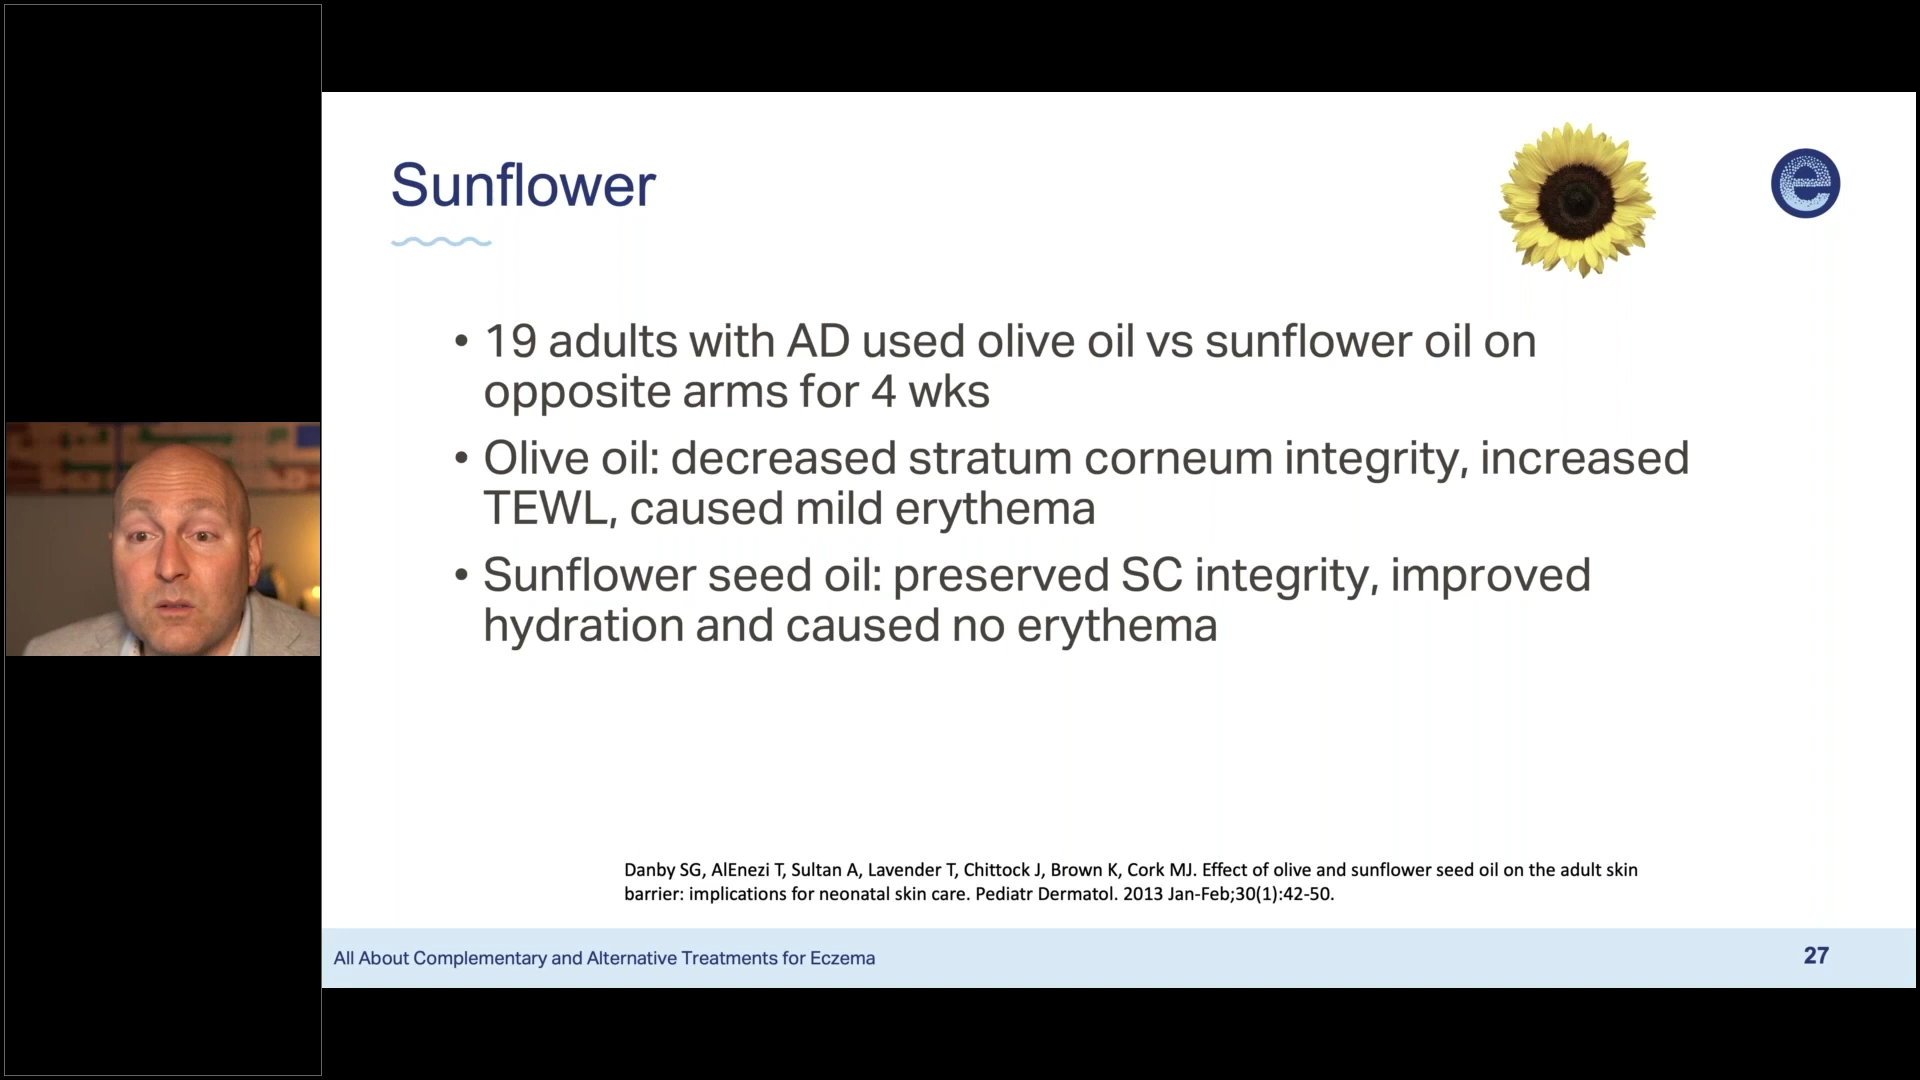 Sunflower
• 19 adults with AD used olive oil vs sunflower oil on
opposite arms for 4 wks
• Olive oil: decreased stratum corneum integrity, increased
TEWL, caused mild erythema
• Sunflower seed oil: preserved SC integrity, improved
hydration and caused no erythema
Danby SG, AlEnezi T, Sultan A, Lavender T, Chittock J, Brown K, Cork MJ. Effect of olive and sunflower seed oil on the adult skin
barrier: implications for neonatal skin care. Pediatr Dermatol. 2013 Jan-Feb;30(1):42-50.
All About Complementary and Alternative Treatments for Eczema
27
e